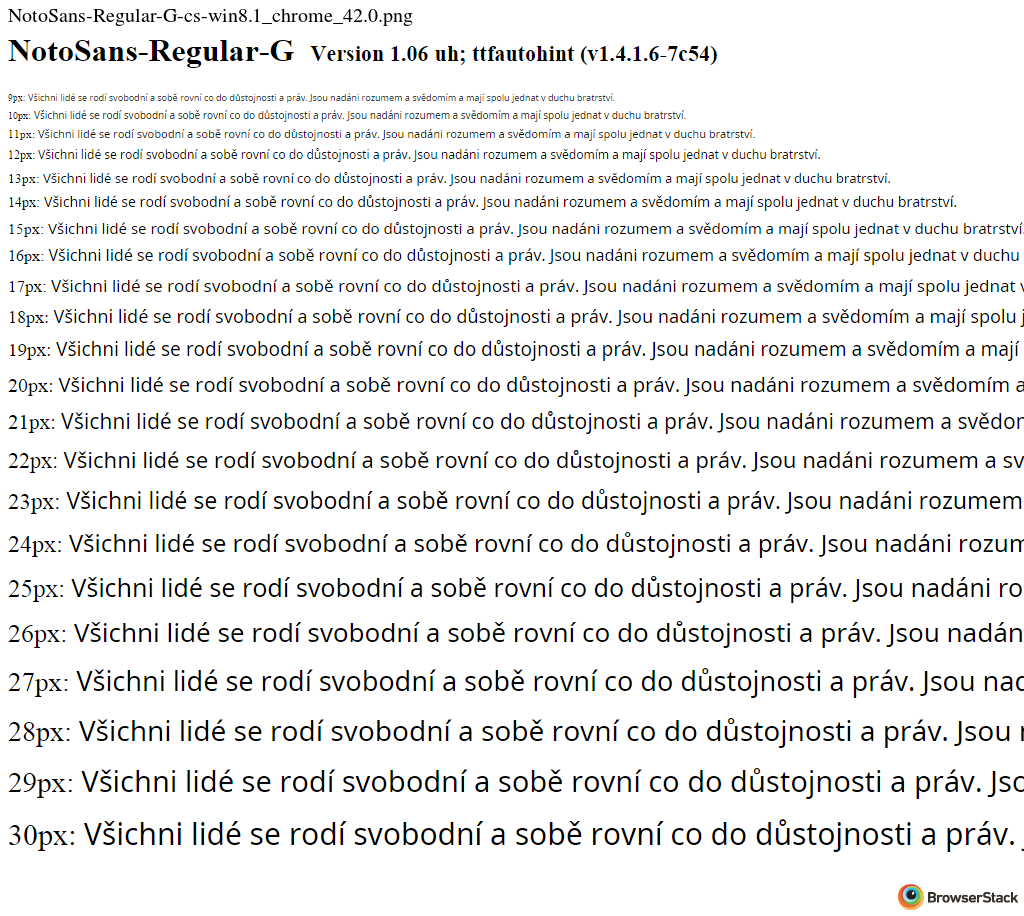 NotoSans-Regular-G-cs-win8.1_chrome_42.0.png
NotoSans-Regular-G Version 1.06 uh; ttfautohint (v1.4.1.6-7c54)
9px: Všichni lidé se rodí svobodní a sobě rovní co do důstojnosti a práv. Jsou nadáni rozumem a svědomím a mají spolu jednat v duchu bratrství.
10px: Všichni lidé se rodí svobodní a sobě rovní co do důstojnosti a práv. Jsou nadáni rozumem a svědomím a mají spolu jednat v duchu bratrství.
11px: Všichni lidé se rodí svobodní a sobě rovní co do důstojnosti a práv. Jsou nadáni rozumem a svědomím a mají spolu jednat v duchu bratrství.
12px: Všichni lidé se rodí svobodní a sobě rovní co do důstojnosti a práv. Jsou nadáni rozumem a svědomím a mají spolu jednat v duchu bratrství.
13px: Všichni lidé se rodí svobodní a sobě rovní co do důstojnosti a práv. Jsou nadáni rozumem a svědomím a mají spolu jednat v duchu bratrství.
14px: Všichni lidé se rodí svobodní a sobě rovní co do důstojnosti a práv. Jsou nadáni rozumem a svědomím a mají spolu jednat v duchu bratrství.
15px: Všichni lidé se rodí svobodní a sobě rovní co do důstojnosti a práv. Jsou nadáni rozumem a svědomím a mají spolu jednat v duchu bratrství.
16px: Všichni lidé se rodí svobodní a sobě rovní co do důstojnosti a práv. Jsou nadáni rozumem a svědomím a mají spolu jednat v duchu
17px: Všichni lidé se rodí svobodní a sobě rovní co do důstojnosti a práv. Jsou nadáni rozumem a svědomím a mají spolu jednat v
18px: Všichni lidé se rodí svobodní a sobě rovní co do důstojnosti a práv. Jsou nadáni rozumem a svědomím a mají spolu j
19px: Všichni lidé se rodí svobodní a sobě rovní co do důstojnosti a práv. Jsou nadáni rozumem a svědomím a mají
20px: Všichni lidé se rodí svobodní a sobě rovní co do důstojnosti a práv. Jsou nadáni rozumem a svědomím a
21px: Všichni lidé se rodí svobodní a sobě rovní co do důstojnosti a práv. Jsou nadáni rozumem a svědom
22px: Všichni lidé se rodí svobodní a sobě rovní co do důstojnosti a práv. Jsou nadáni rozumem a sv
23px: Všichni lidé se rodí svobodní a sobě rovní co do důstojnosti a práv. Jsou nadáni rozumem
24px: Všichni lidé se rodí svobodní a sobě rovní co do důstojnosti a práv. Jsou nadáni rozum
25px: Všichni lidé se rodí svobodní a sobě rovní co do důstojnosti a práv. Jsou nadáni ro
26px: Všichni lidé se rodí svobodní a sobě rovní co do důstojnosti a práv. Jsou nadán
27px: Všichni lidé se rodí svobodní a sobě rovní co do důstojnosti a práv. Jsou nad
28px: Všichni lidé se rodí svobodní a sobě rovní co do důstojnosti a práv. Jsou
29px: Všichni lidé se rodí svobodní a sobě rovní co do důstojnosti a práv. Jso
30px: Všichni lidé se rodí svobodní a sobě rovní co do důstojnosti a práv.
BrowserStack